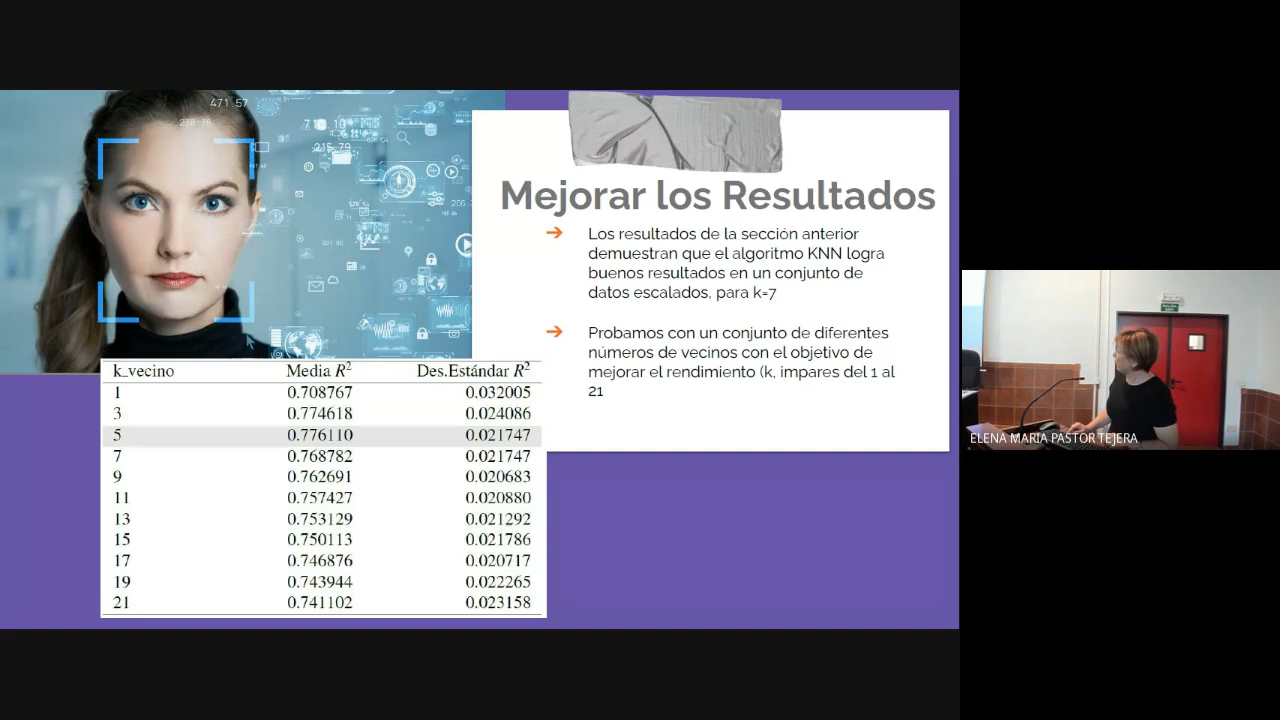 471.57
238-86
Mejorar los Resultados
Los resultados de la sección anterior
demuestran que el algoritmo KNN logra
buenos resultados en un conjunto de
datos escalados, para k=7
Probamos con un conjunto de diferentes
números de vecinos con el objetivo de
mejorar el rendimiento (k, impares del 1 al
21
k_vecino Media R² Des.Estándar R²
1 0.708767 0.032005
3 0.774618 0.024086
5 0.776110 0.021747
7 0.768782 0.021747
9 0.762691 0.020683
11 0.757427 0.020880
13 0.753129 0.021292
15 0.750113 0.021786
17 0.746876 0.020717
19 0.743944 0.022265
21 0.741102 0.023158
ELENA MARIA PASTOR TEJERA